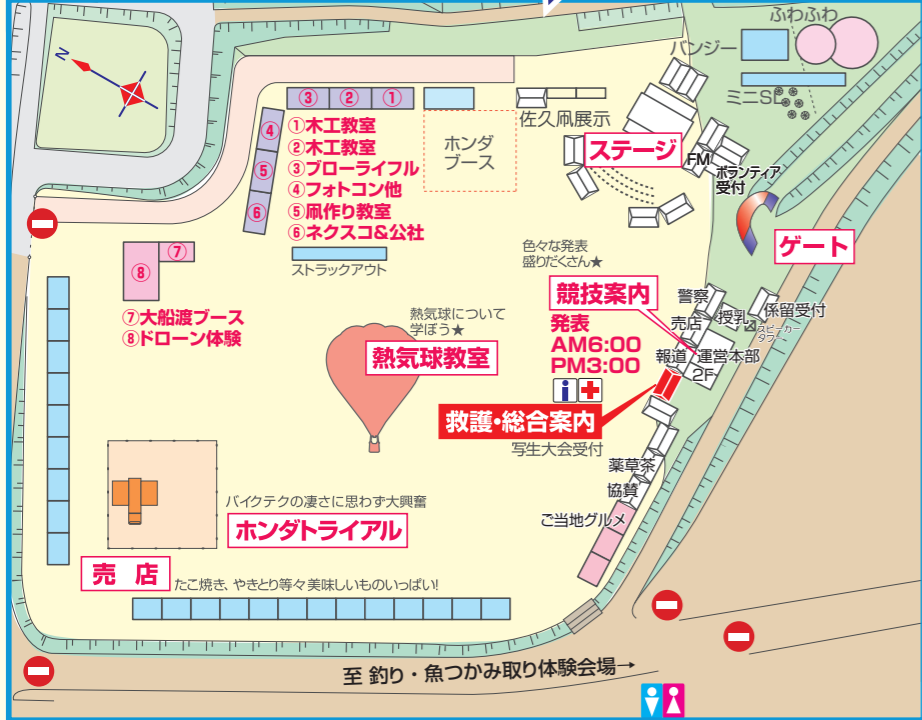 N
ふわふわ
バンジー
ミニSL
③
②
①
④
⑤
⑥
①木工教室
②木工教室
③ブローライフル
④フォトコン他
⑤凧作り教室
⑥ネクスコ&公社
ホンダ
ブース
佐久凧展示
ステージ
FM
ボランティア
受付
ゲート
ストラックアウト
⑦
⑧
⑦大船渡ブース
⑧ドローン体験
色々な発表
盛りだくさん★
競技案内
発表
AM6:00
PM3:00
警察
売店
授乳
係留受付
スピーカー
タワー
報道
運営本部
2F
熱気球について
学ぼう★
熱気球教室
i
救護・総合案内
写生大会受付
薬草茶
協賛
ご当地グルメ
バイクテクの凄さに思わず大興奮
ホンダトライアル
売 店
たこ焼き、やきとり等々美味しいものいっぱい!
至 釣り・魚つかみ取り体験会場→